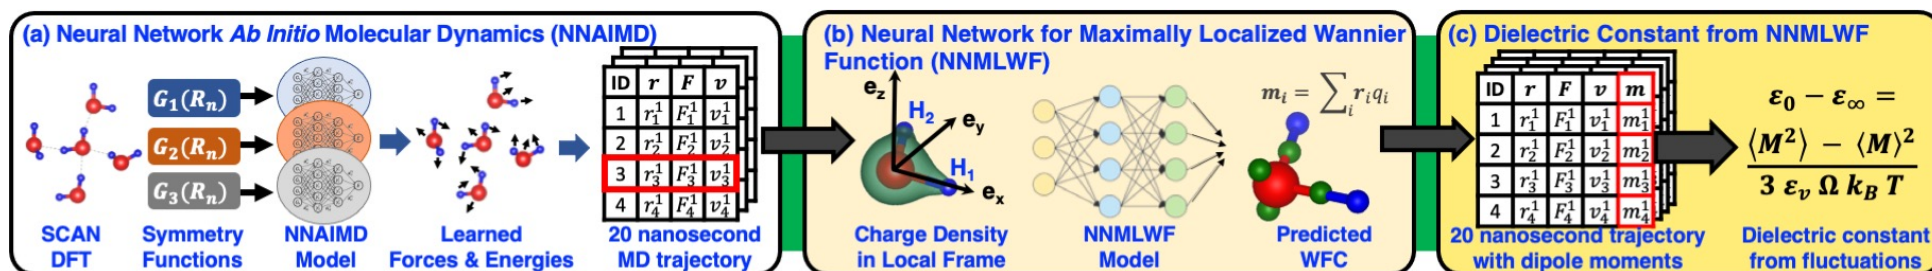 (a) Neural Network Ab Initio Molecular Dynamics (NNAIMD)
G₁(Rₙ)
G₂(Rₙ)
G₃(Rₙ)
ID r F v
1 r₁¹ F₁¹ v₁¹
2 r₂¹ F₂¹ v₂¹
3 r₃¹ F₃¹ v₃¹
4 r₄¹ F₄¹ v₄¹
SCAN
DFT
Symmetry
Functions
NNAIMD
Model
Learned
Forces & Energies
20 nanosecond
MD trajectory
(b) Neural Network for Maximally Localized Wannier
Function (NNMLWF)
e_z
H₂
e_y
H₁
e_x
mᵢ = ∑ᵢ rᵢqᵢ
Charge Density
in Local Frame
NNMLWF
Model
Predicted
WFC
(c) Dielectric Constant from NNMLWF
ID r F v m
1 r₁¹ F₁¹ v₁¹ m₁¹
2 r₂¹ F₂¹ v₂¹ m₂¹
3 r₃¹ F₃¹ v₃¹ m₃¹
4 r₄¹ F₄¹ v₄¹ m₄¹
ε₀ − ε∞ =
⟨M²⟩ − ⟨M⟩²
3 εᵥ Ω k_B T
20 nanosecond trajectory
with dipole moments
Dielectric constant
from fluctuations